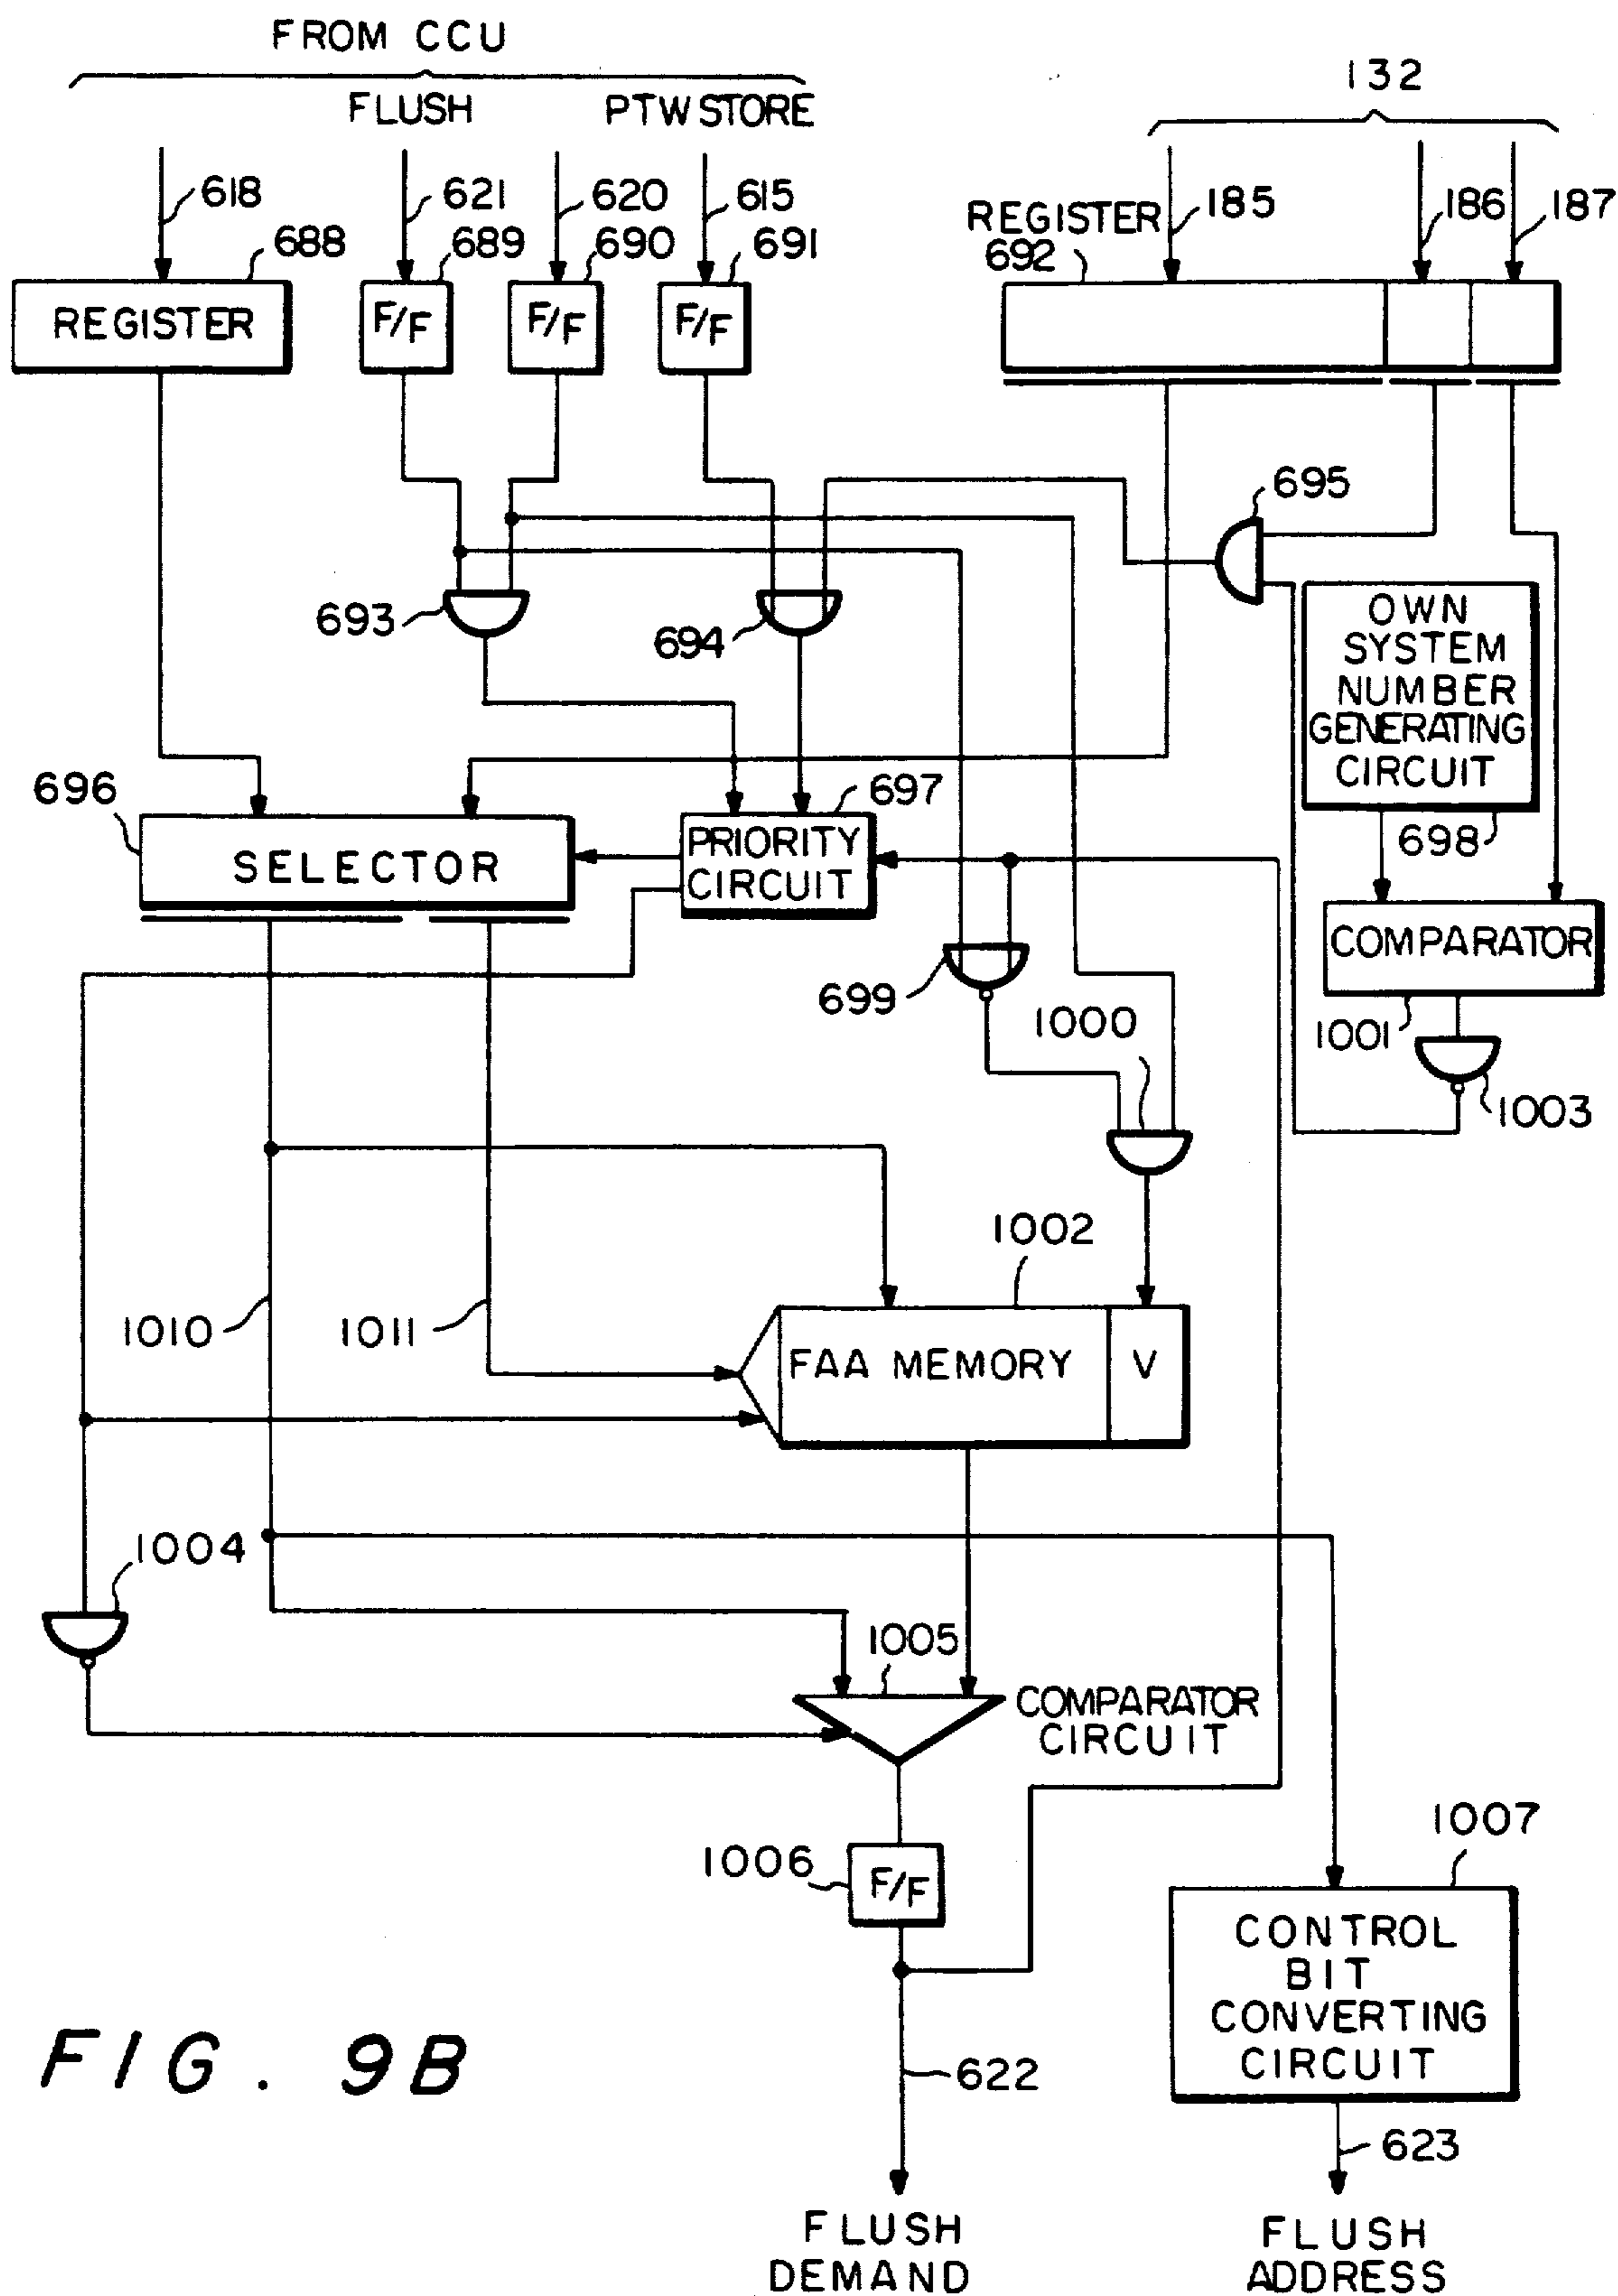 FROM CCU
FLUSH
PTW STORE
132
618
621
620
615
REGISTER
185
186
187
688
689
690
691
692
REGISTER
F/F
F/F
F/F
695
693
694
OWN
SYSTEM
NUMBER
GENERATING
CIRCUIT
696
697
698
SELECTOR
PRIORITY
CIRCUIT
COMPARATOR
699
1000
1001
1003
1002
1010
1011
FAA MEMORY
V
1004
1005
COMPARATOR
CIRCUIT
1006
F/F
1007
CONTROL
BIT
CONVERTING
CIRCUIT
FIG. 9B
622
623
FLUSH
DEMAND
FLUSH
ADDRESS